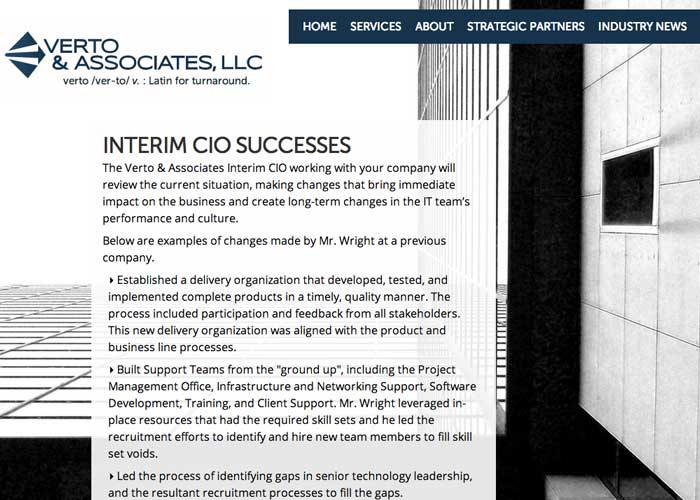 HOME SERVICES ABOUT STRATEGIC PARTNERS INDUSTRY NEWS
VERTO
& ASSOCIATES, LLC
verto /ver-to/ v. : Latin for turnaround.
INTERIM CIO SUCCESSES
The Verto & Associates Interim CIO working with your company will
review the current situation, making changes that bring immediate
impact on the business and create long-term changes in the IT team's
performance and culture.
Below are examples of changes made by Mr. Wright at a previous
company.
Established a delivery organization that developed, tested, and
implemented complete products in a timely, quality manner. The
process included participation and feedback from all stakeholders.
This new delivery organization was aligned with the product and
business line processes.
Built Support Teams from the "ground up", including the Project
Management Office, Infrastructure and Networking Support, Software
Development, Training, and Client Support. Mr. Wright leveraged in-
place resources that had the required skill sets and he led the
recruitment efforts to identify and hire new team members to fill skill
set voids.
Led the process of identifying gaps in senior technology leadership,
and the resultant recruitment processes to fill the gaps.